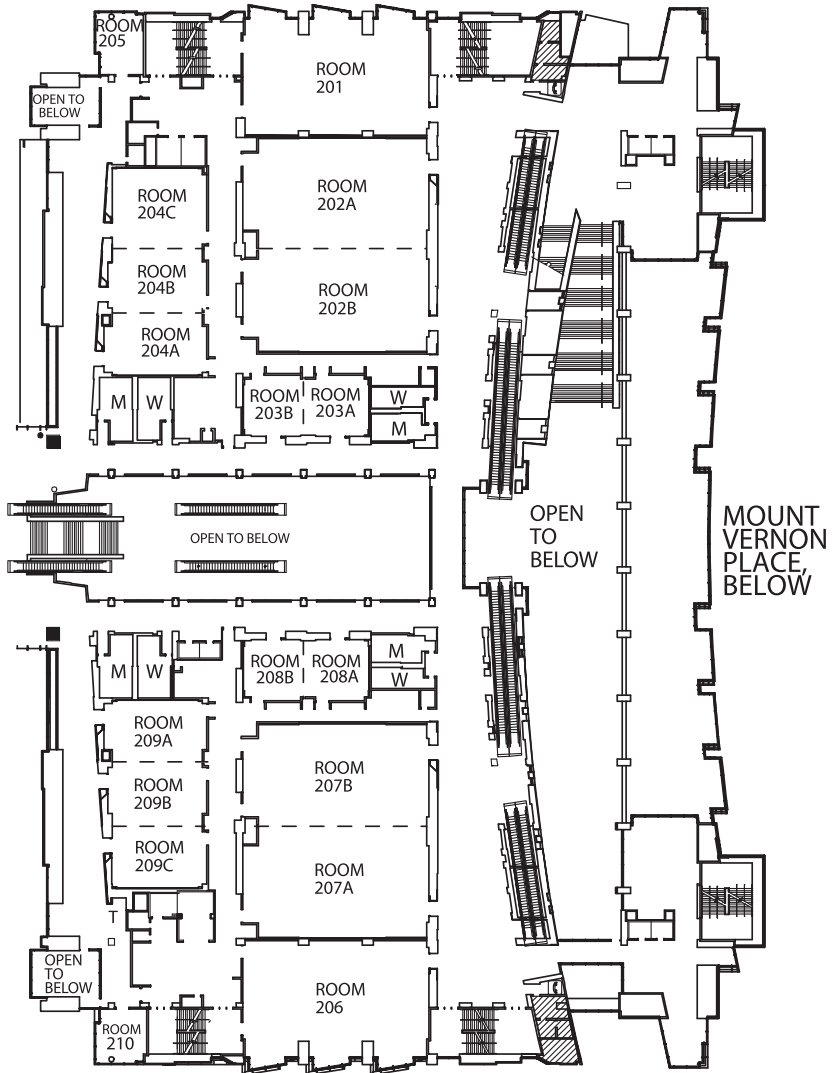 ROOM
205
ROOM
201
OPEN TO
BELOW
ROOM
204C
ROOM
202A
ROOM
204B
ROOM
202B
ROOM
204A
M
W
ROOM
203B
ROOM
203A
W
M
OPEN TO BELOW
OPEN
TO
BELOW
MOUNT
VERNON
PLACE,
BELOW
M
W
ROOM
208B
ROOM
208A
M
W
ROOM
209A
ROOM
207B
ROOM
209B
ROOM
209C
ROOM
207A
T
OPEN
TO
BELOW
ROOM
206
ROOM
210